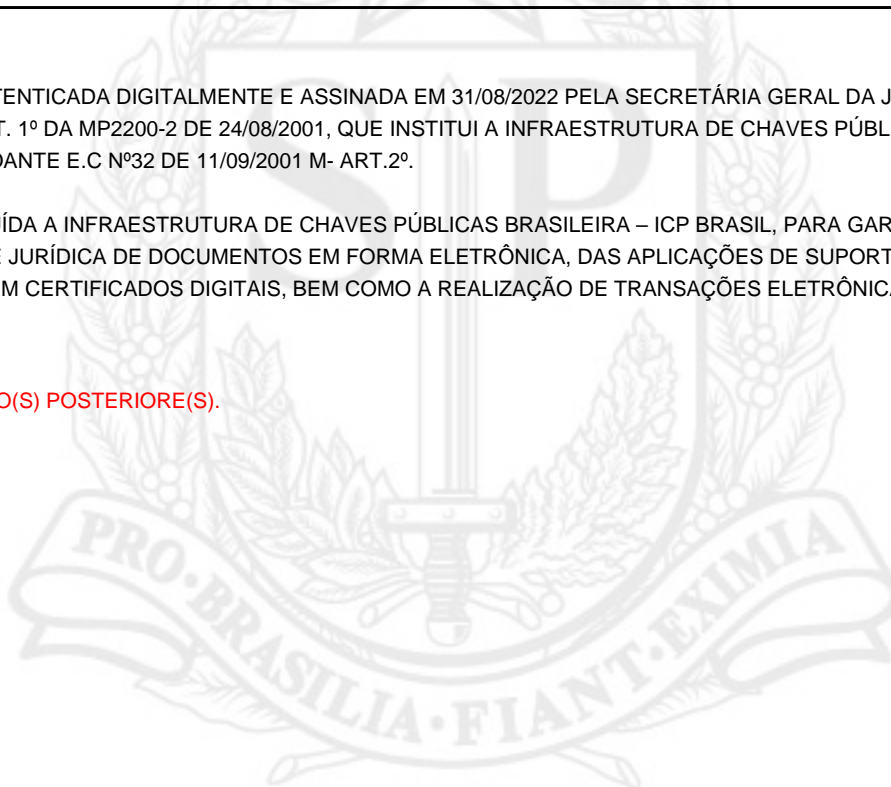 TENTICADA DIGITALMENTE E ASSINADA EM 31/08/2022 PELA SECRETÁRIA GERAL DA J
T. 1º DA MP2200-2 DE 24/08/2001, QUE INSTITUI A INFRAESTRUTURA DE CHAVES PÚBL
DANTE E.C Nº32 DE 11/09/2001 M- ART.2º.
ÍDA A INFRAESTRUTURA DE CHAVES PÚBLICAS BRASILEIRA – ICP BRASIL, PARA GAR
E JURÍDICA DE DOCUMENTOS EM FORMA ELETRÔNICA, DAS APLICAÇÕES DE SUPORT
M CERTIFICADOS DIGITAIS, BEM COMO A REALIZAÇÃO DE TRANSAÇÕES ELETRÔNICA
O(S) POSTERIORE(S).
SP
PRO·BRASILIA·FIANT·EXIMIA